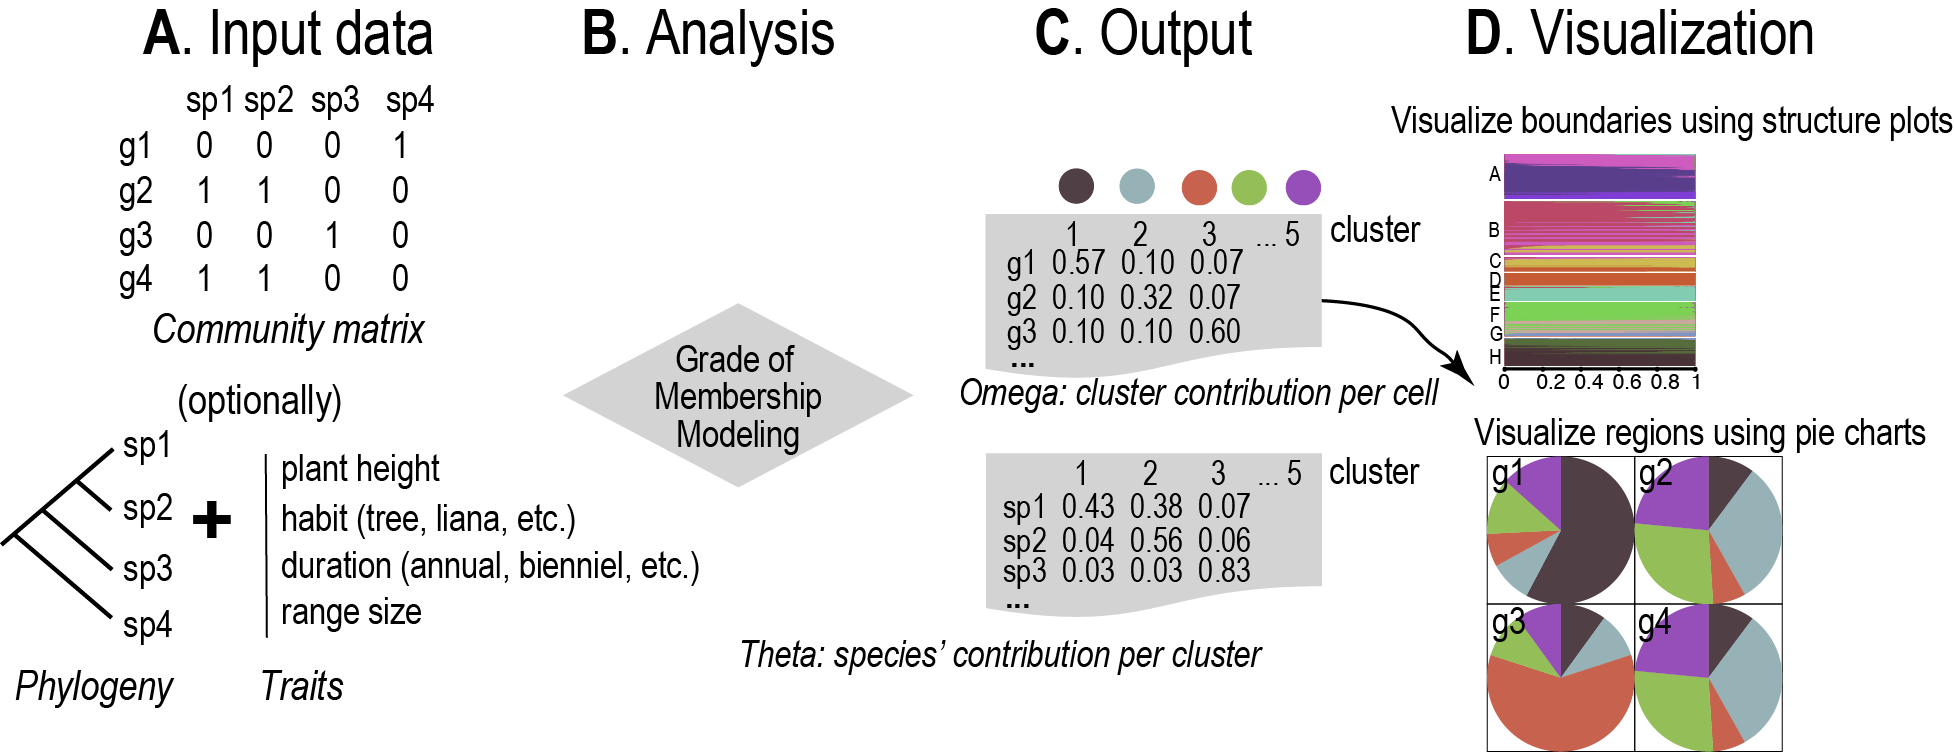 A. Input data
sp1 sp2 sp3 sp4
g1 0 0 0 1
g2 1 1 0 0
g3 0 0 1 0
g4 1 1 0 0
Community matrix
(optionally)
sp1
sp2
sp3
sp4
Phylogeny
+
plant height
habit (tree, liana, etc.)
duration (annual, bienniel, etc.)
range size
Traits
B. Analysis
Grade of
Membership
Modeling
C. Output
1 2 3 ... 5 cluster
g1 0.57 0.10 0.07
g2 0.10 0.32 0.07
g3 0.10 0.10 0.60
...
Omega: cluster contribution per cell
1 2 3 ... 5 cluster
sp1 0.43 0.38 0.07
sp2 0.04 0.56 0.06
sp3 0.03 0.03 0.83
...
Theta: species’ contribution per cluster
D. Visualization
Visualize boundaries using structure plots
A
B
C
D
E
F
G
H
0 0.2 0.4 0.6 0.8 1
Visualize regions using pie charts
g1 g2
g3 g4